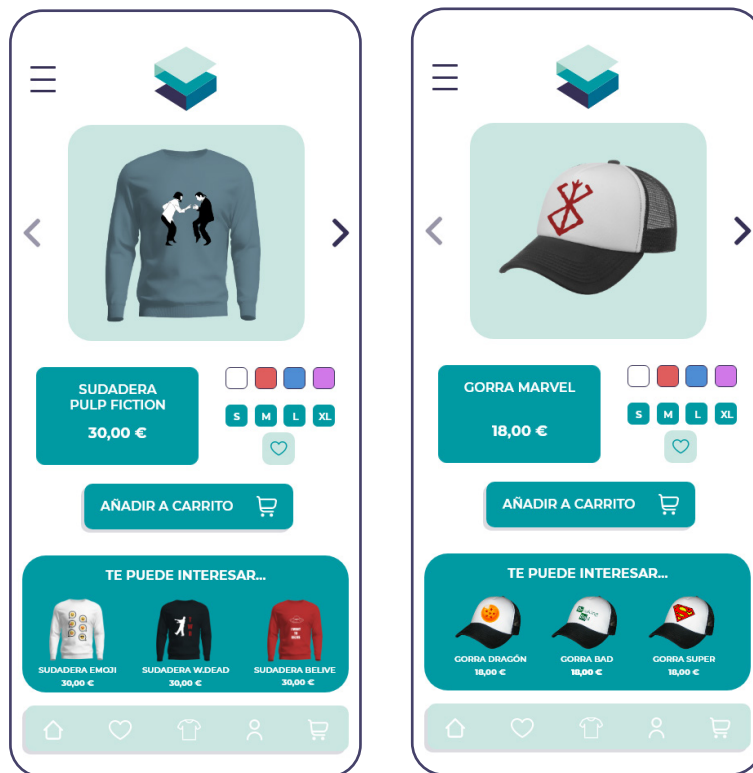 SUDADERA
PULP FICTION
30,00 €
S M L XL
AÑADIR A CARRITO
TE PUEDE INTERESAR...
SUDADERA EMOJI
30,00 €
SUDADERA W.DEAD
30,00 €
SUDADERA BELIVE
30,00 €
GORRA MARVEL
18,00 €
S M L XL
AÑADIR A CARRITO
TE PUEDE INTERESAR...
GORRA DRAGÓN
18,00 €
GORRA BAD
18,00 €
GORRA SUPER
18,00 €